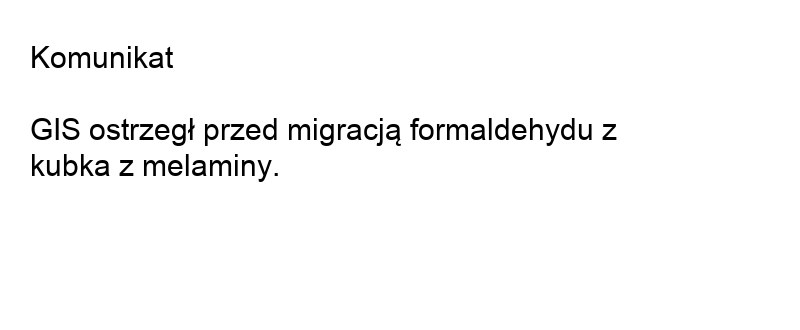 Komunikat
GIS ostrzegł przed migracją formaldehydu z
kubka z melaminy.